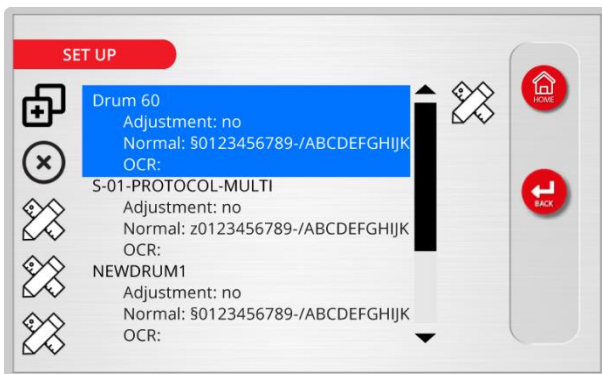 SET UP
Drum 60
Adjustment: no
Normal: §0123456789-/ABCDEFGHIJK
OCR:
S-01-PROTOCOL-MULTI
Adjustment: no
Normal: z0123456789-/ABCDEFGHIJK
OCR:
NEWDRUM1
Adjustment: no
Normal: §0123456789-/ABCDEFGHIJK
OCR:
HOME
BACK